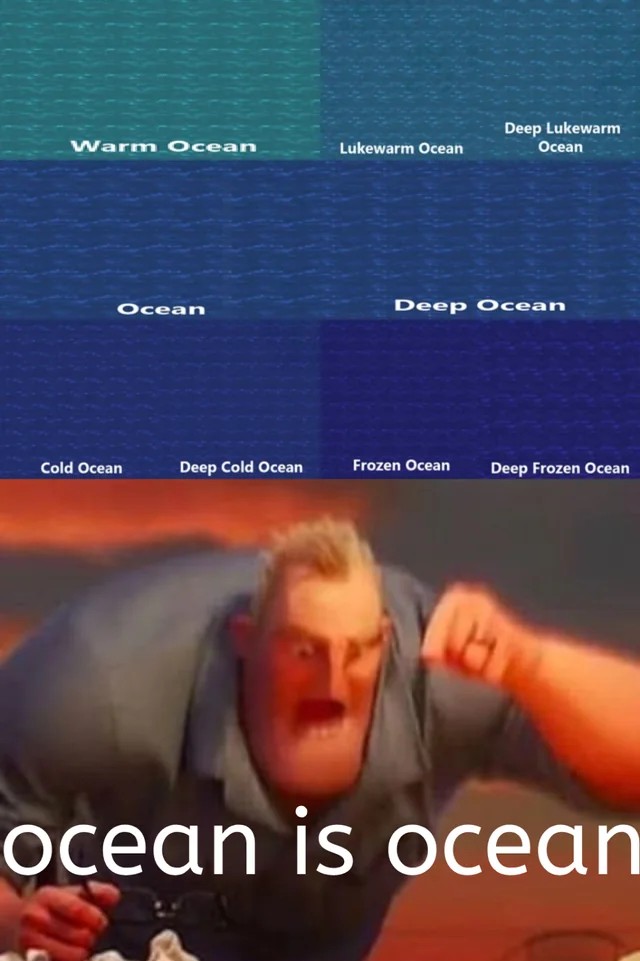 Warm Ocean
Lukewarm Ocean
Deep Lukewarm
Ocean
Ocean
Deep Ocean
Cold Ocean
Deep Cold Ocean
Frozen Ocean
Deep Frozen Ocean
ocean is ocean